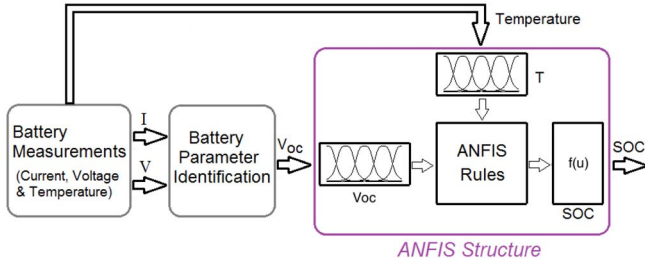 Temperature
Battery
Measurements
(Current, Voltage
& Temperature)
I
V
Battery
Parameter
Identification
Voc
T
Voc
ANFIS
Rules
f(u)
SOC
SOC
ANFIS Structure